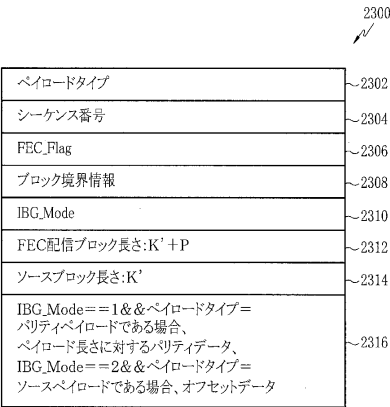 2300
ペイロードタイプ
2302
シーケンス番号
2304
FEC_Flag
2306
ブロック境界情報
2308
IBG_Mode
2310
FEC配信ブロック長さ:K'+P
2312
ソースブロック長さ:K'
2314
IBG_Mode==1&&ペイロードタイプ=
パリティペイロードである場合、
ペイロード長さに対するパリティデータ、
IBG_Mode==2&&ペイロードタイプ=
ソースペイロードである場合、オフセットデータ
2316